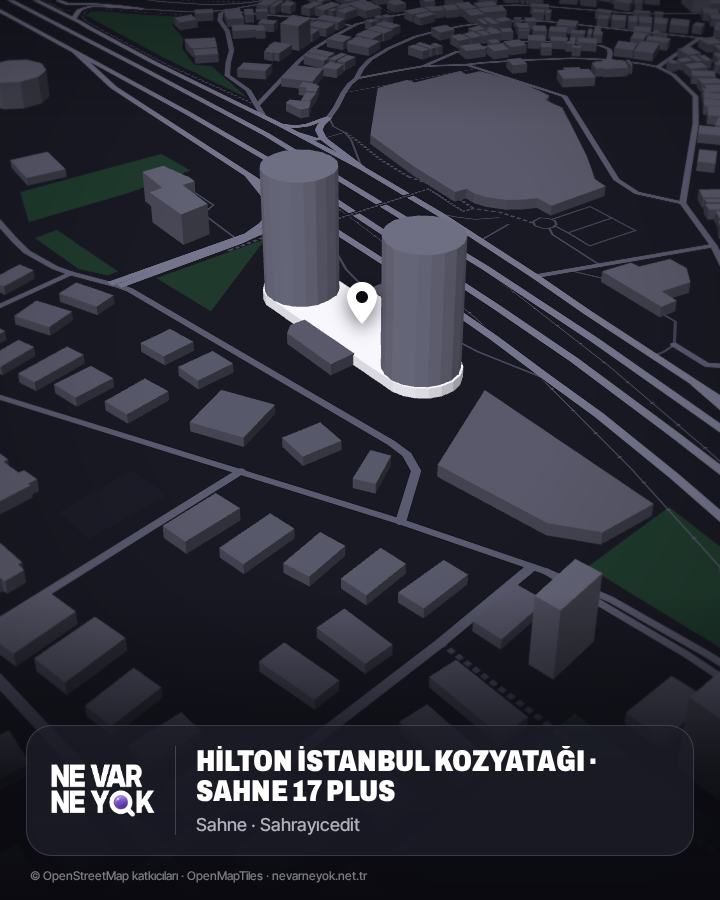 NE VAR
NE YOK
HİLTON İSTANBUL KOZYATAĞI ·
SAHNE 17 PLUS
Sahne · Sahrayıcedit
© OpenStreetMap katkıcıları · OpenMapTiles · nevarneyok.net.tr